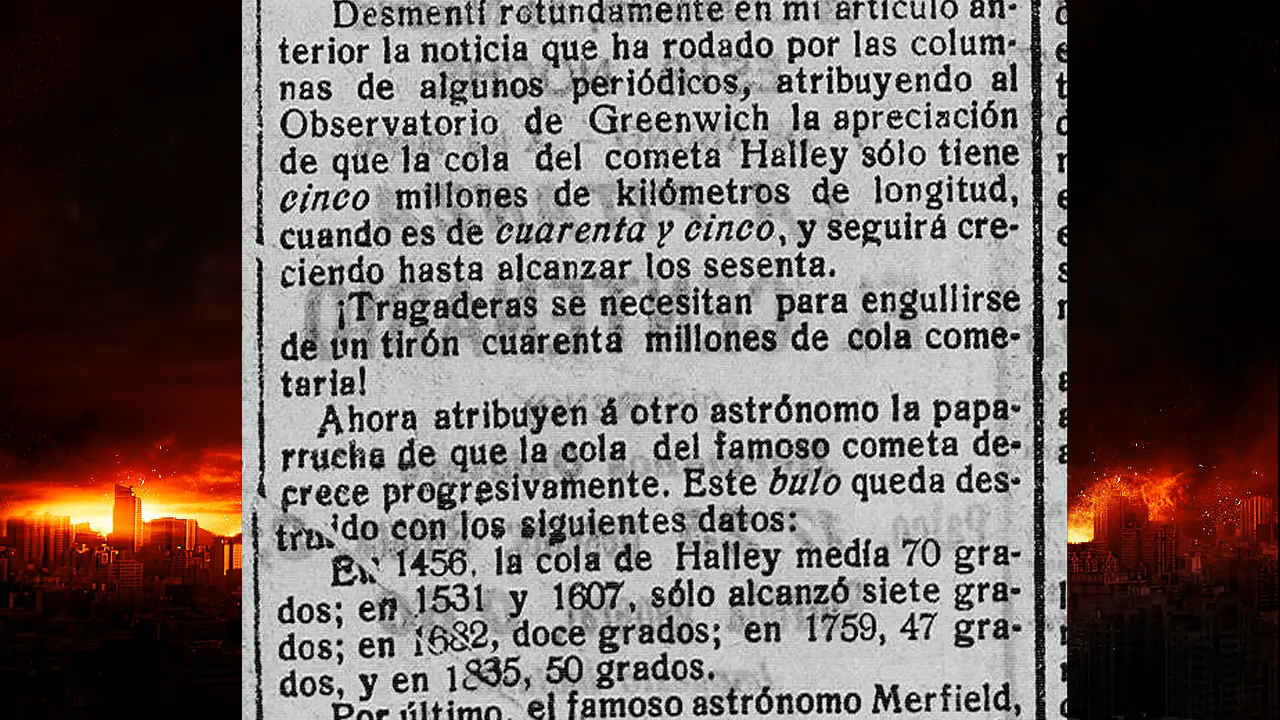 Desmentí rotundamente en mi artículo an-
terior la noticia que ha rodado por las colum-
nas de algunos periódicos, atribuyendo al
Observatorio de Greenwich la apreciación
de que la cola del cometa Halley sólo tiene
cinco millones de kilómetros de longitud,
cuando es de cuarenta y cinco, y seguirá cre-
ciendo hasta alcanzar los sesenta.
¡Tragaderas se necesitan para engullirse
de un tirón cuarenta millones de cola come-
taria!
Ahora atribuyen á otro astrónomo la papa-
rrucha de que la cola del famoso cometa de-
crece progresivamente. Este bulo queda des-
truido con los siguientes datos:
En 1456, la cola de Halley medía 70 gra-
dos; en 1531 y 1607, sólo alcanzó siete gra-
dos; en 1682, doce grados; en 1759, 47 gra-
dos, y en 1835, 50 grados.
Por último, el famoso astrónomo Merfield,